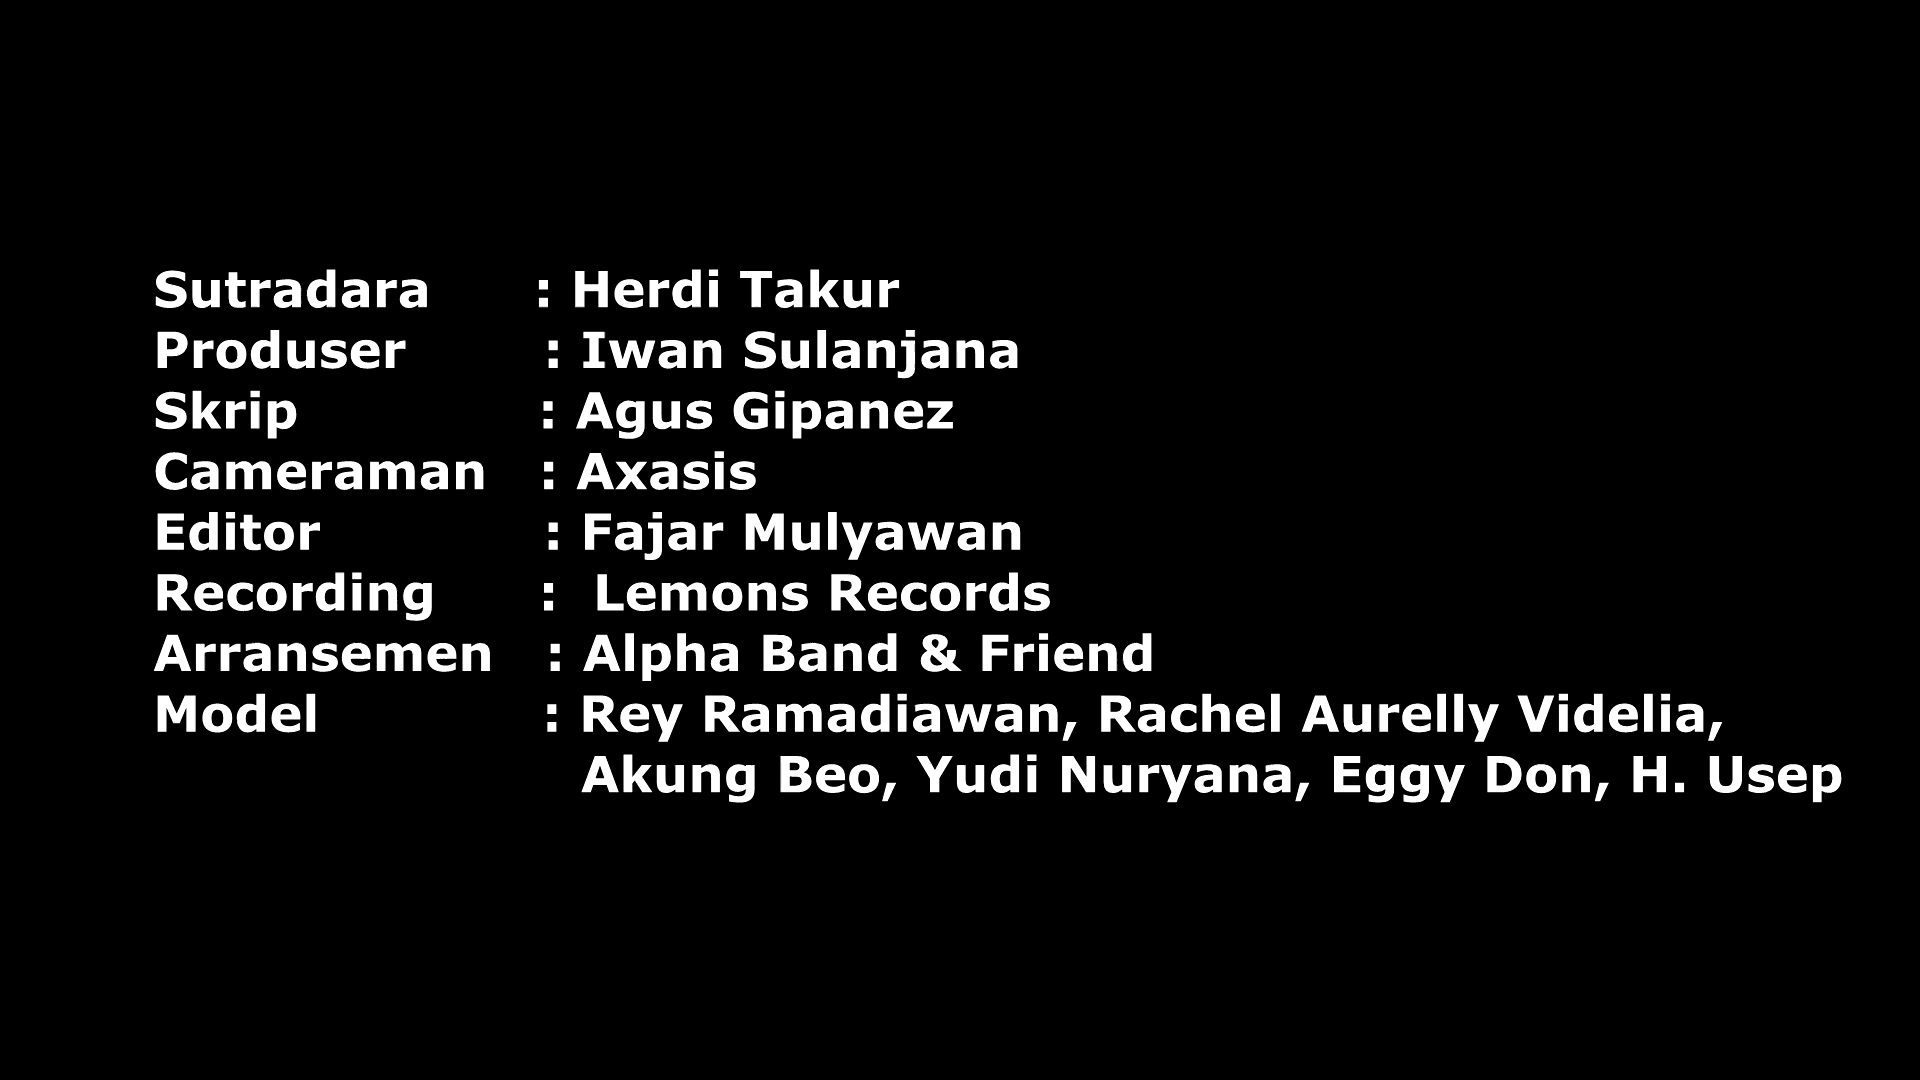 Sutradara : Herdi Takur
Produser : Iwan Sulanjana
Skrip : Agus Gipanez
Cameraman : Axasis
Editor : Fajar Mulyawan
Recording : Lemons Records
Arransemen : Alpha Band & Friend
Model : Rey Ramadiawan, Rachel Aurelly Videlia,
Akung Beo, Yudi Nuryana, Eggy Don, H. Usep